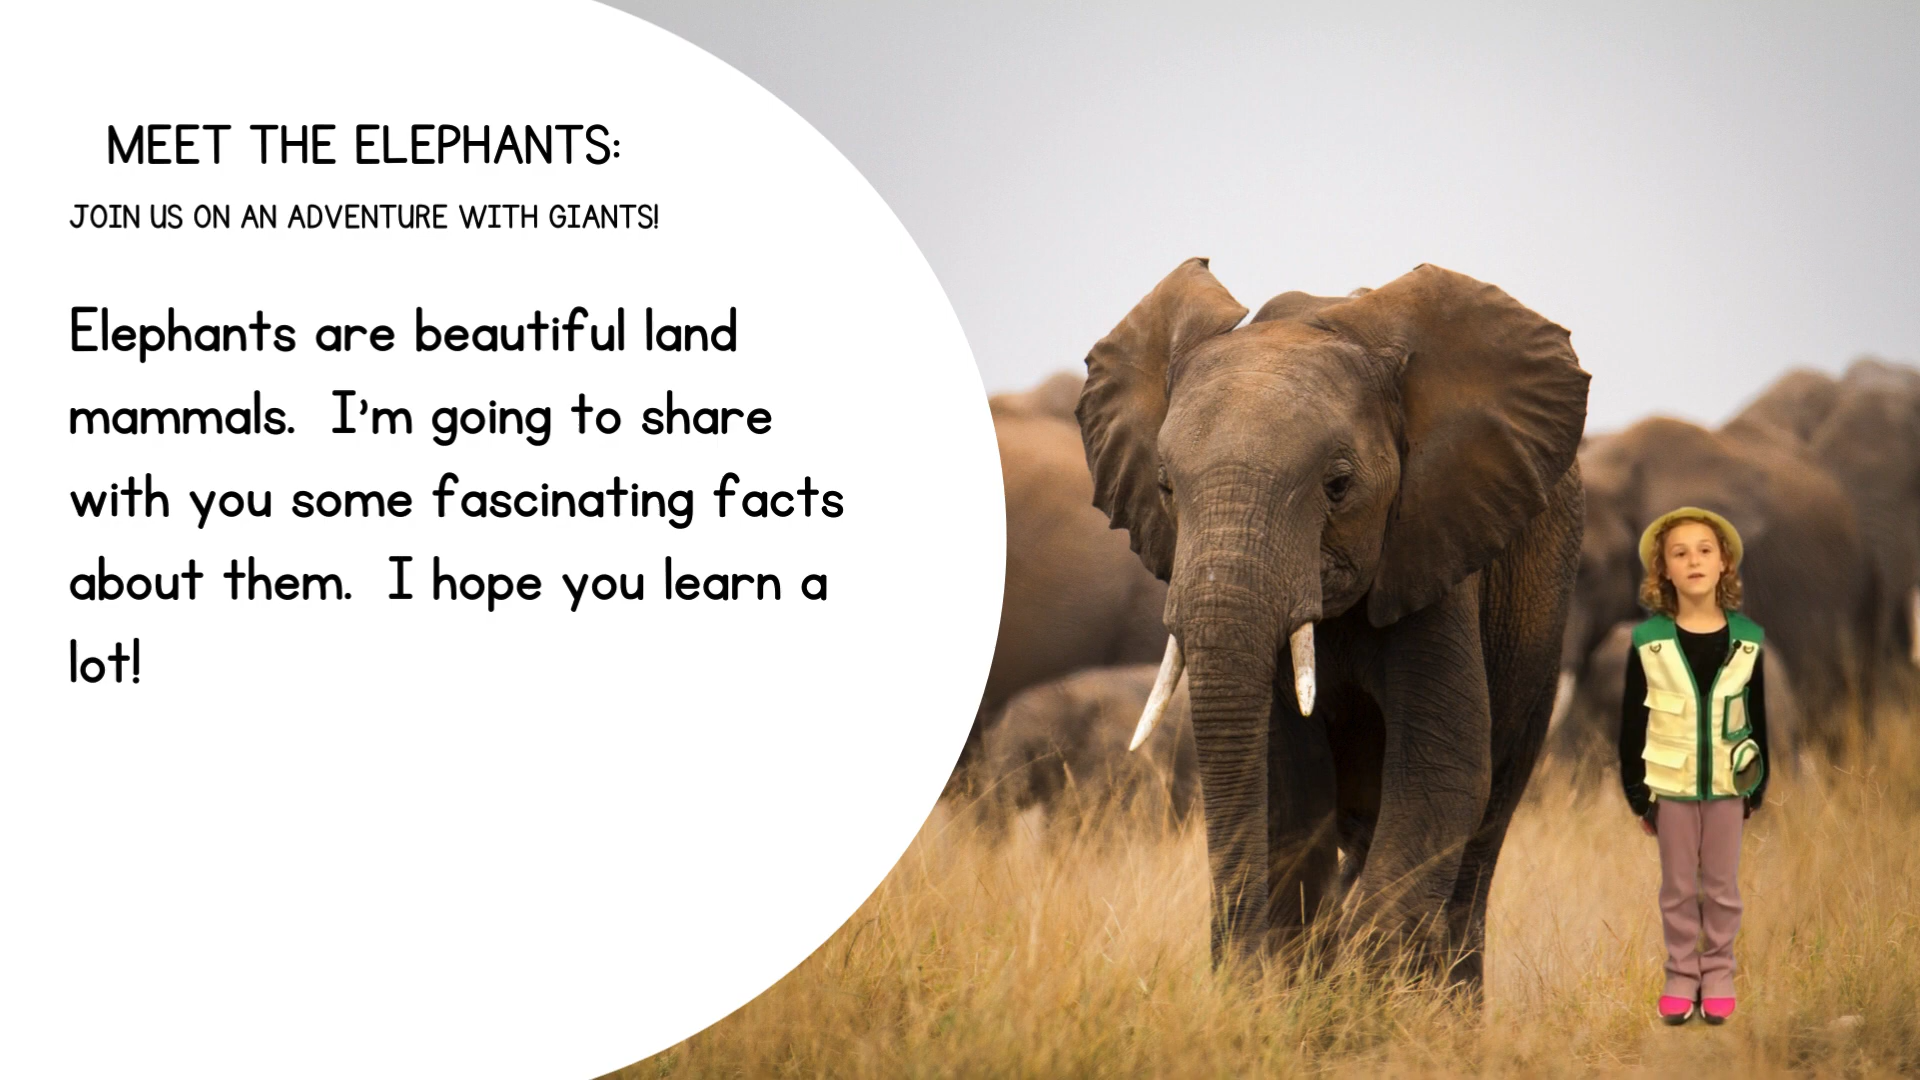 MEET THE ELEPHANTS:
JOIN US ON AN ADVENTURE WITH GIANTS!
Elephants are beautiful land
mammals.  I'm going to share
with you some fascinating facts
about them.  I hope you learn a
lot!